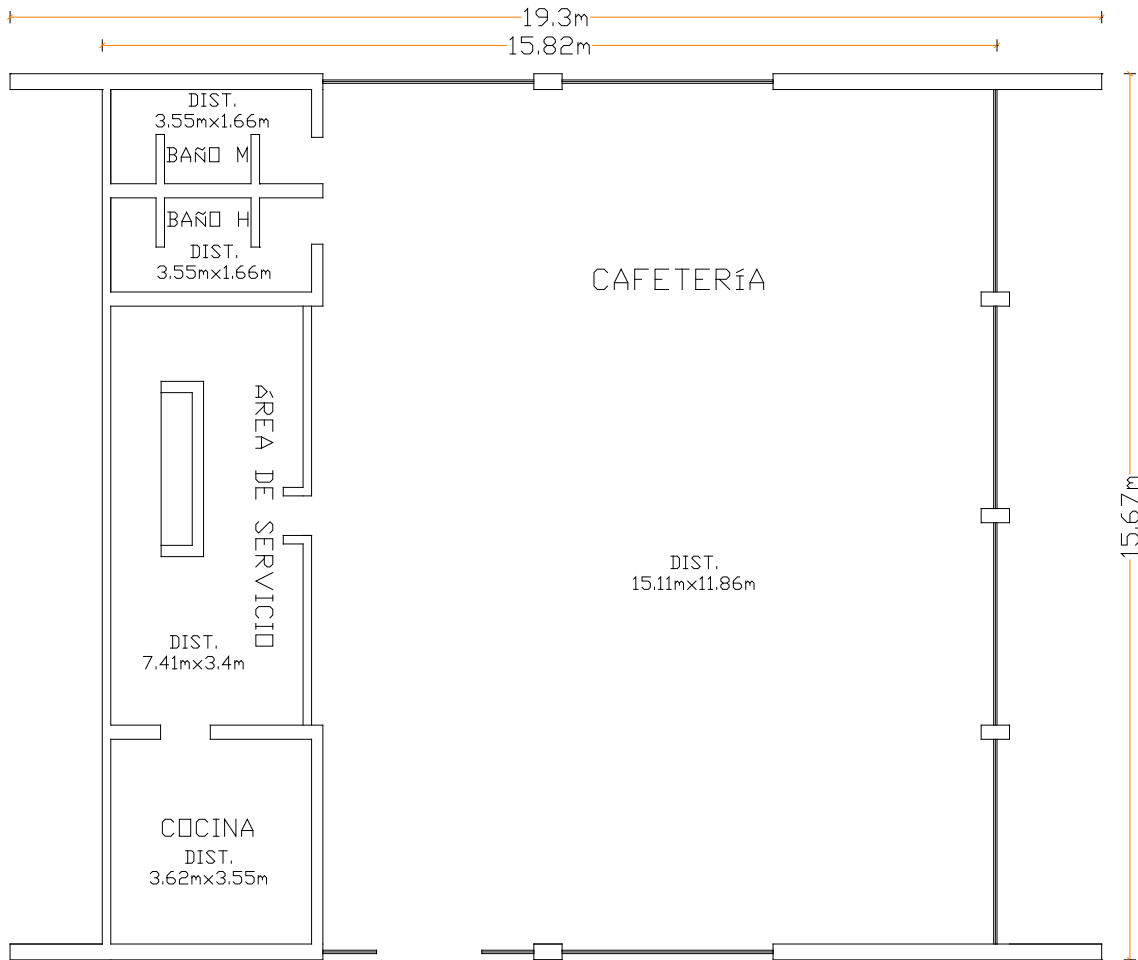 19.3m
15.82m
DIST.
3.55mx1.66m
BAÑO M
BAÑO H
DIST.
3.55mx1.66m
CAFETERíA
ÁREA DE SERVICIO
15.67m
DIST.
15.11mx11.86m
DIST.
7.41mx3.4m
COCINA
DIST.
3.62mx3.55m